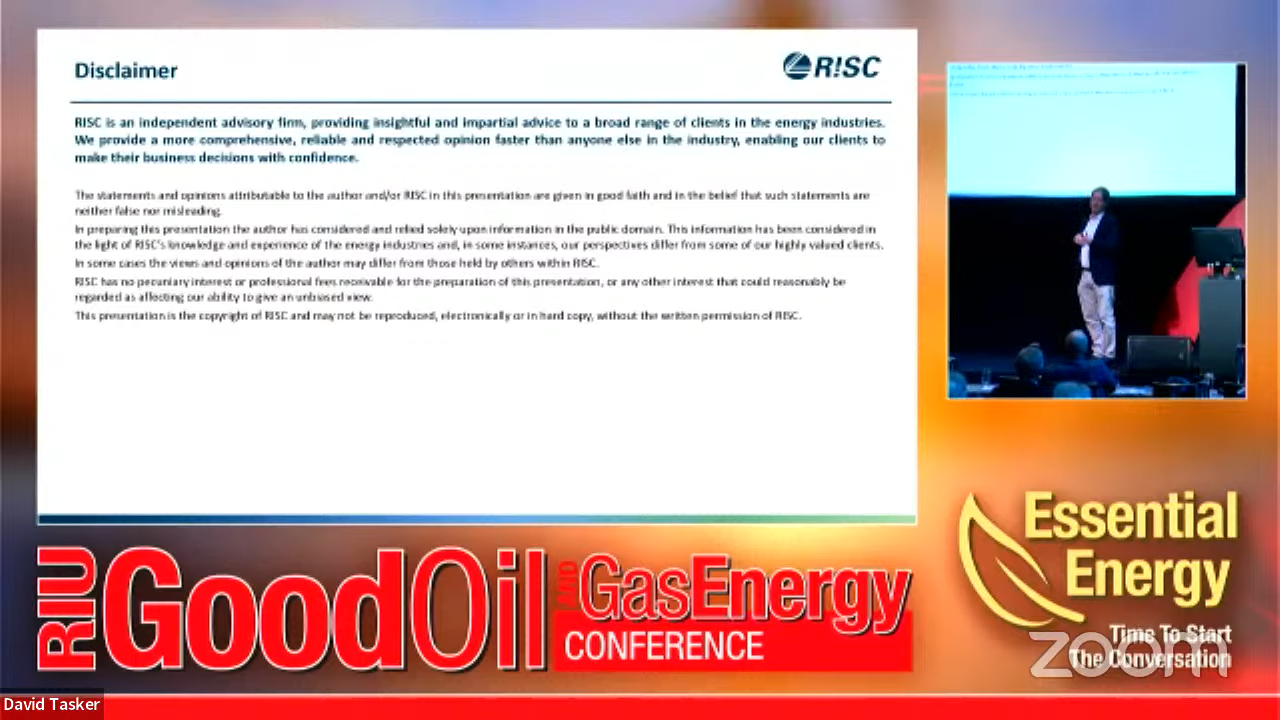 Disclaimer
R!SC
RISC is an independent advisory firm, providing insightful and impartial advice to a broad range of clients in the energy industries.
We provide a more comprehensive, reliable and respected opinion faster than anyone else in the industry, enabling our clients to
make their business decisions with confidence.
The statements and opinions attributable to the author and/or RISC in this presentation are given in good faith and in the belief that such statements are
neither false nor misleading.
In preparing this presentation the author has considered and relied solely upon information in the public domain. This information has been considered in
the light of RISC's knowledge and experience of the energy industries and, in some instances, our perspectives differ from some of our highly valued clients.
In some cases the views and opinions of the author may differ from those held by others within RISC.
RISC has no pecuniary interest or professional fees receivable for the preparation of this presentation, or any other interest that could reasonably be
regarded as affecting our ability to give an unbiased view.
This presentation is the copyright of RISC and may not be reproduced, electronically or in hard copy, without the written permission of RISC.
RIU GoodOil AND GasEnergy
CONFERENCE
Essential
Energy
Time To Start
The Conversation
zoom
David Tasker